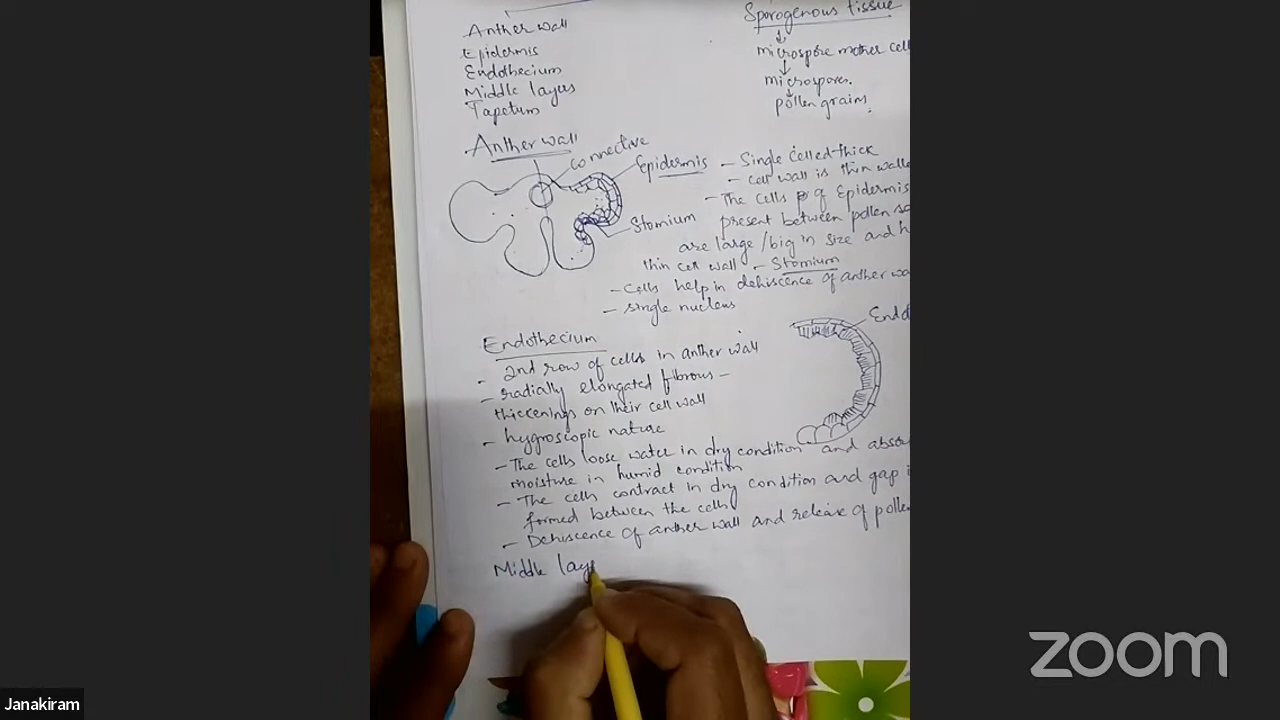 Anther wall
Epidermis
Endothecium
Middle layers
Tapetum
Sporogenous tissue
microspore mother cell
microspores.
pollen grains.
Anther wall
connective
Epidermis
Stomium
- Single celled thick
- cell wall is thin walle
- The cells of Epidermis
present between pollen sa
are large/big in size and h
thin cell wall - Stomium
- Cells help in dehiscence of anther wa
- single nucleus
Endothecium
- 2nd row of cells in anther wall
- radially elongated fibrous -
thickenings on their cell wall
- hygroscopic nature
- The cells loose water in dry condition and abso
moisture in humid condition
- The cells contract in dry condition and gap i
formed between the cells
- Dehiscence of anther wall and release of pollen
Endo
Middle laye
zoom
Janakiram